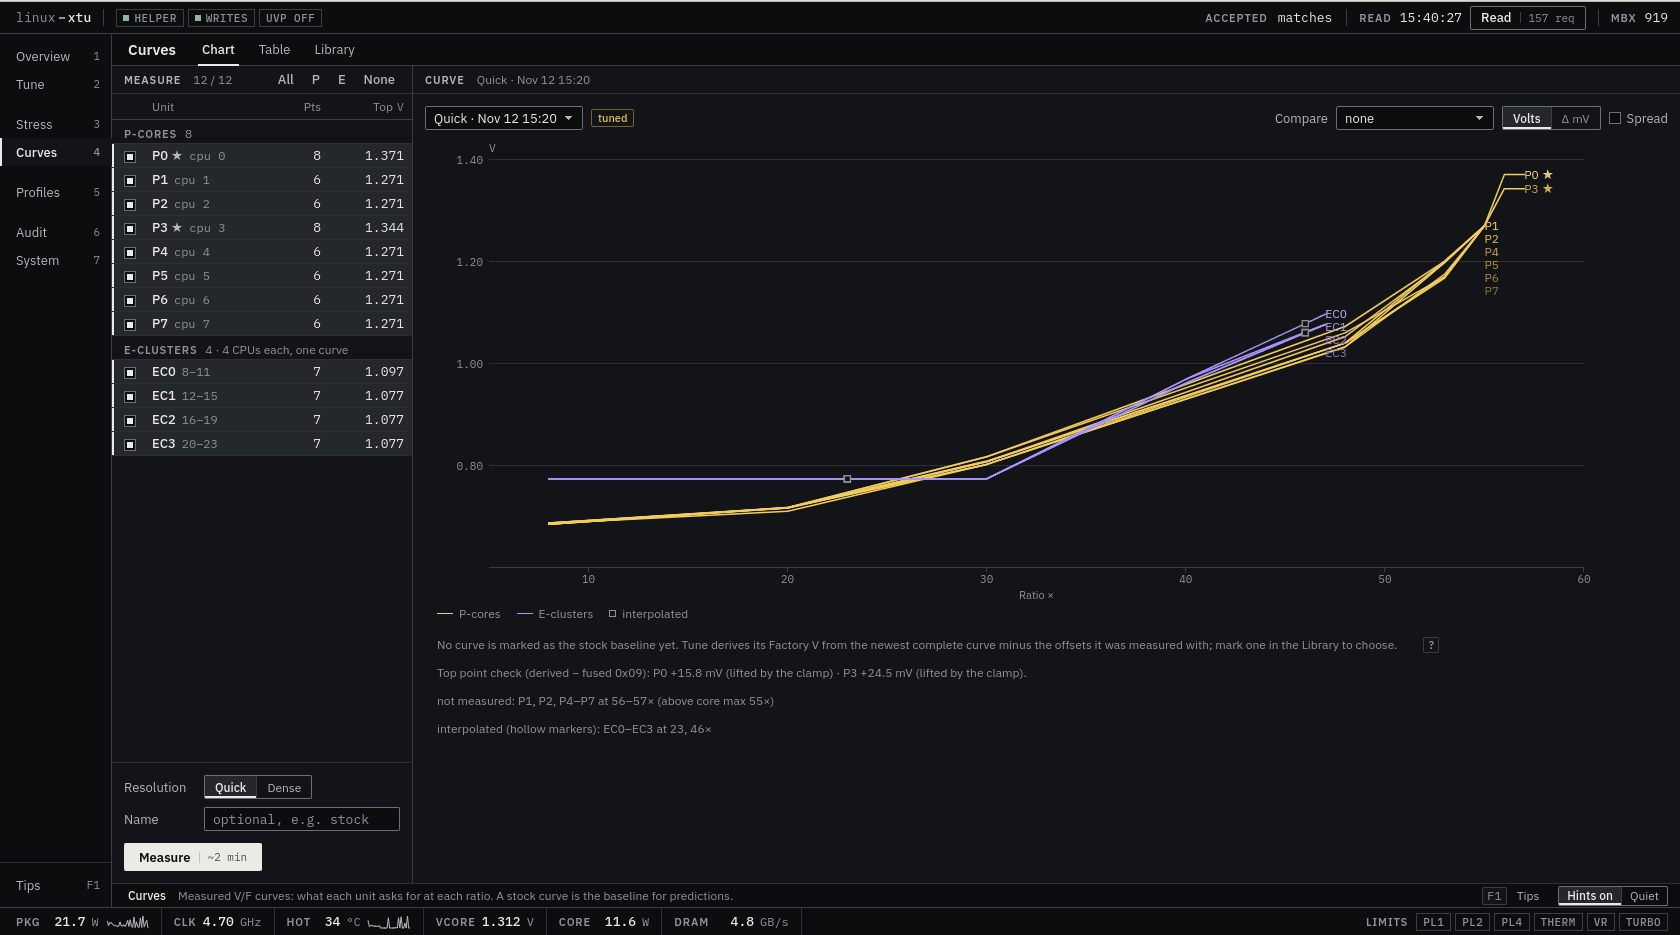 linux-xtu HELPER WRITES UVP OFF ACCEPTED matches READ 15:40:27 Read 157 req MBX 919
Overview 1
Tune 2
Stress 3
Curves 4
Profiles 5
Audit 6
System 7
Tips F1
Curves Chart Table Library
MEASURE 12 / 12 All P E None
Unit Pts Top V
P-CORES 8
P0 ★ cpu 0 8 1.371
P1 cpu 1 6 1.271
P2 cpu 2 6 1.271
P3 ★ cpu 3 8 1.344
P4 cpu 4 6 1.271
P5 cpu 5 6 1.271
P6 cpu 6 6 1.271
P7 cpu 7 6 1.271
E-CLUSTERS 4 · 4 CPUs each, one curve
EC0 8–11 7 1.097
EC1 12–15 7 1.077
EC2 16–19 7 1.077
EC3 20–23 7 1.077
Resolution Quick Dense
Name optional, e.g. stock
Measure ~2 min
CURVE Quick · Nov 12 15:20
Quick · Nov 12 15:20 tuned Compare none Volts Δ mV Spread
V
1.40
1.20
1.00
0.80
P0 ★
P3 ★
P1
P2
P4
P5
P6
P7
EC0
EC1
EC2
EC3
10 20 30 40 50 60
Ratio ×
P-cores E-clusters interpolated
No curve is marked as the stock baseline yet. Tune derives its Factory V from the newest complete curve minus the offsets it was measured with; mark one in the Library to choose. ?
Top point check (derived − fused 0x09): P0 +15.8 mV (lifted by the clamp) · P3 +24.5 mV (lifted by the clamp).
not measured: P1, P2, P4–P7 at 56–57× (above core max 55×)
interpolated (hollow markers): EC0–EC3 at 23, 46×
Curves Measured V/F curves: what each unit asks for at each ratio. A stock curve is the baseline for predictions. F1 Tips Hints on Quiet
PKG 21.7 W CLK 4.70 GHz HOT 34 °C VCORE 1.312 V CORE 11.6 W DRAM 4.8 GB/s LIMITS PL1 PL2 PL4 THERM VR TURBO